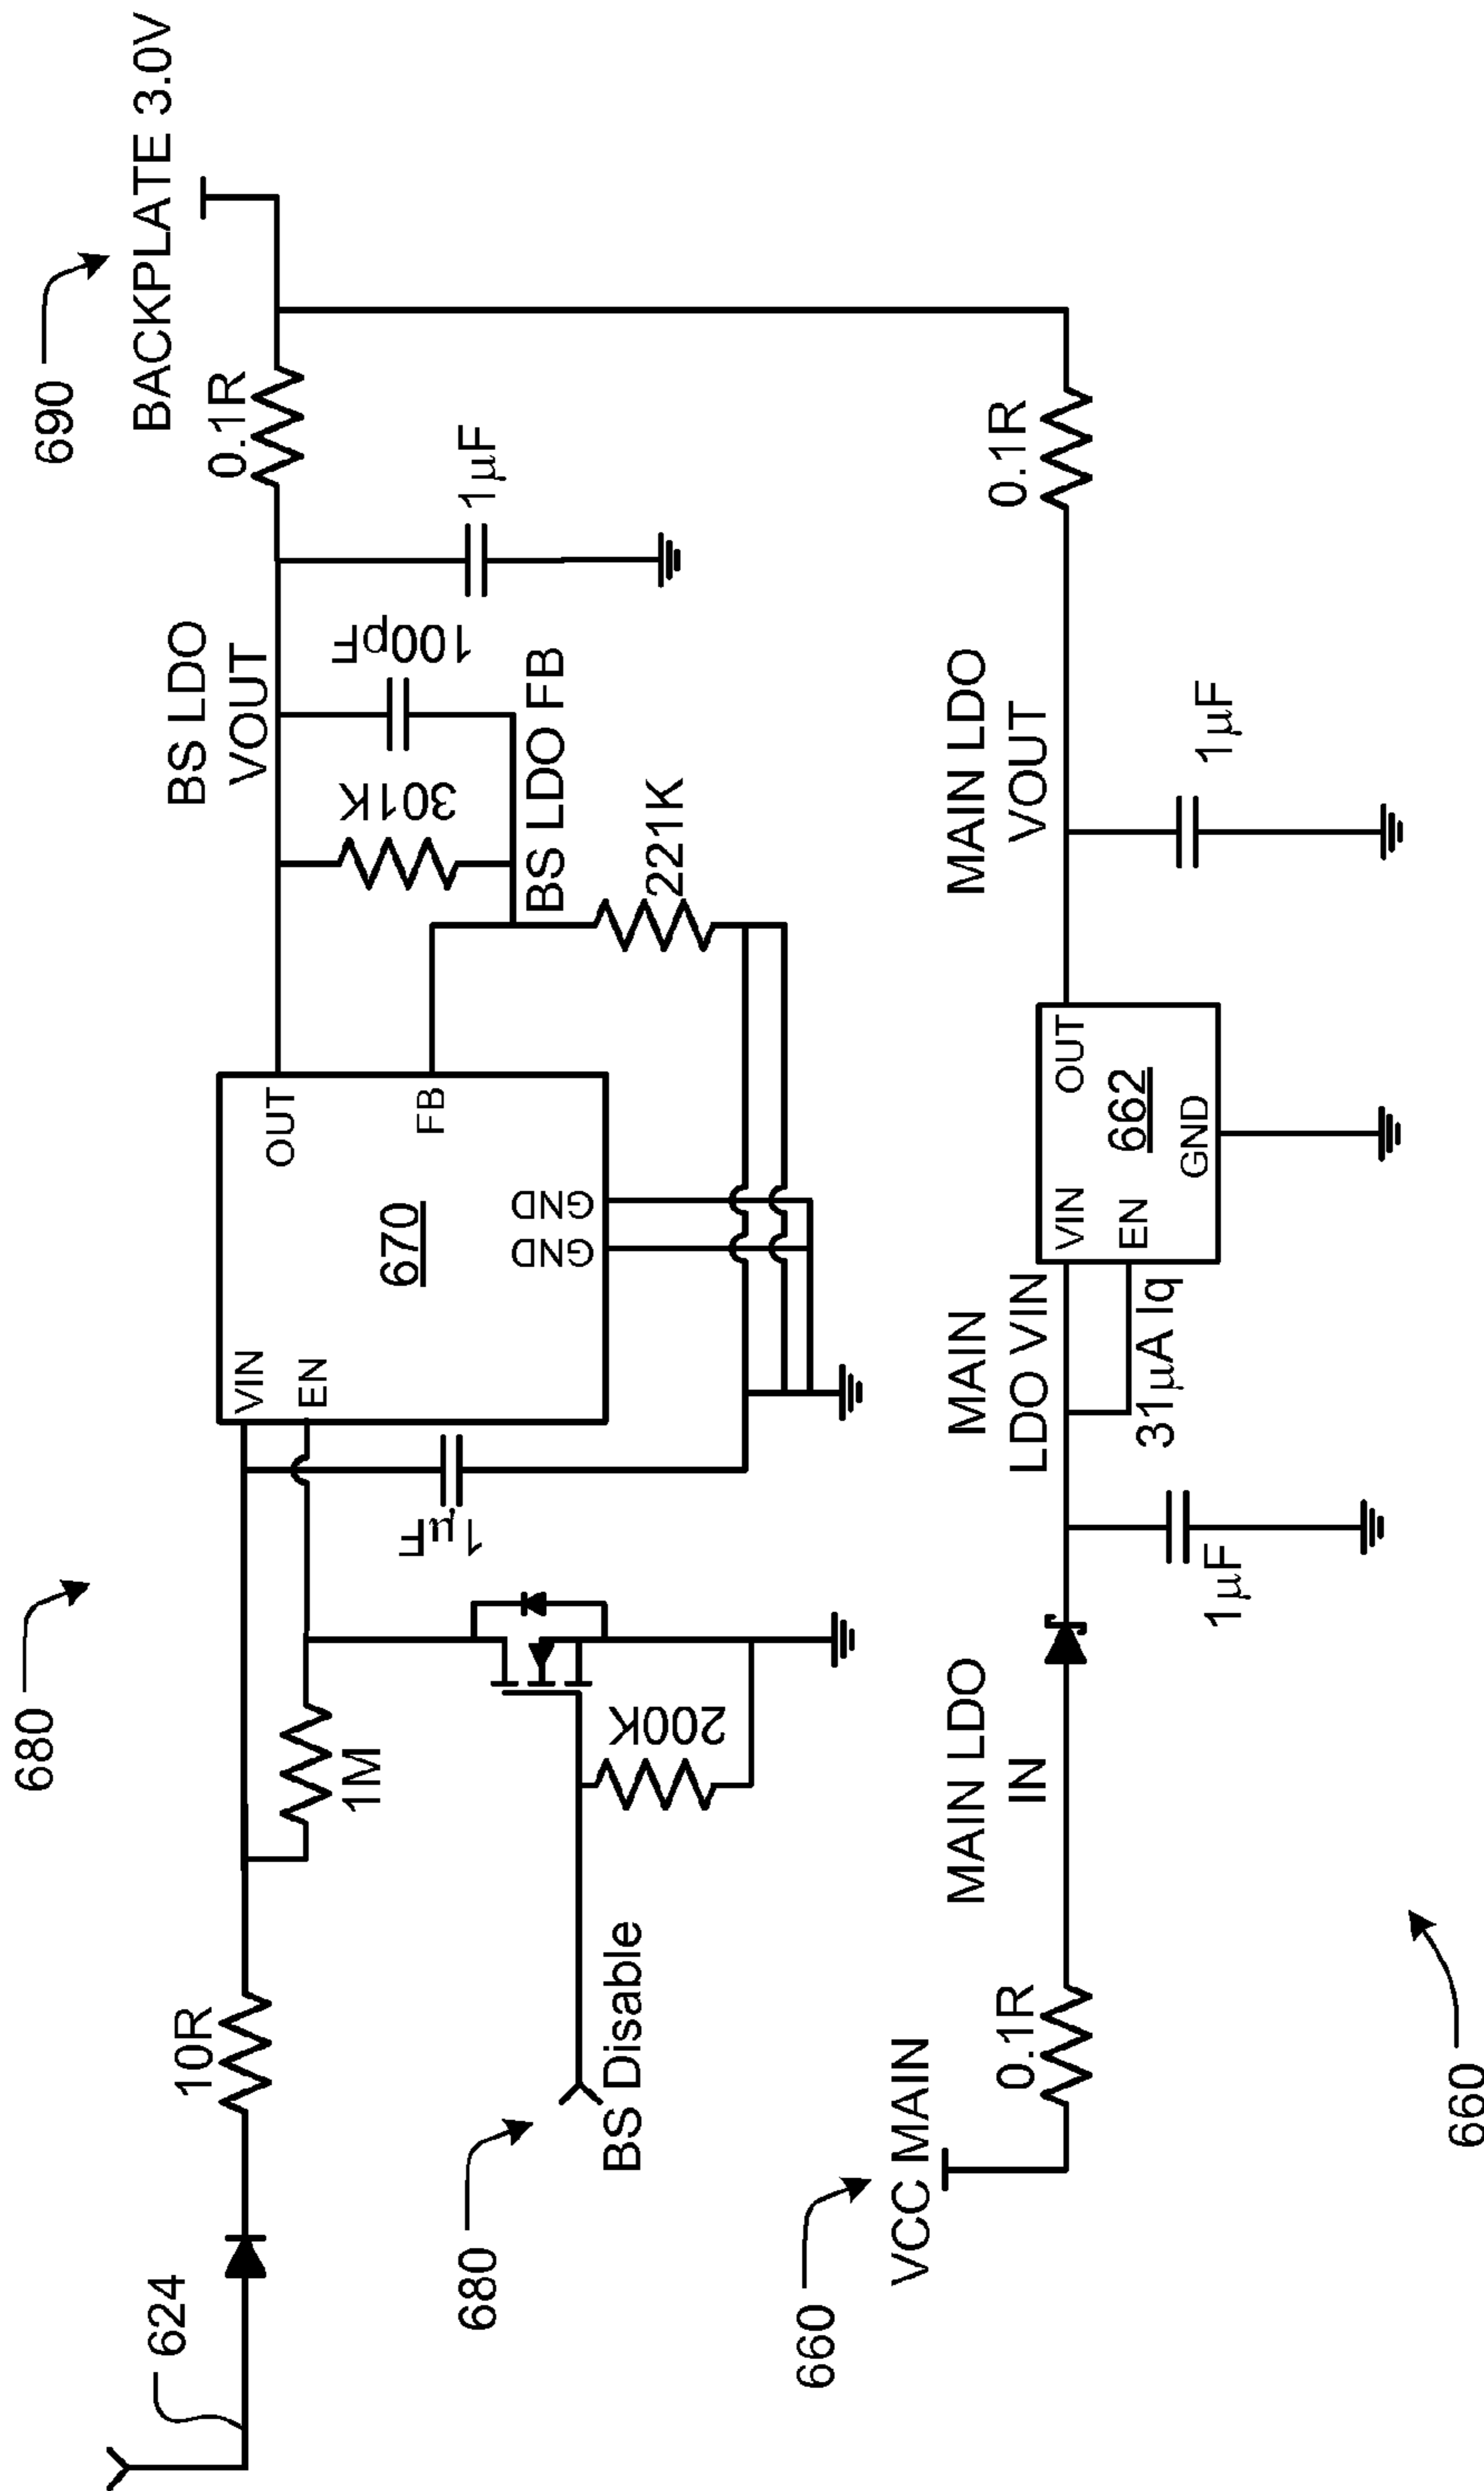 690
BACKPLATE 3.0V
680
624
10R
1M
VIN
EN
670
OUT
FB
GND
GND
BS LDO
VOUT
0.1R
301K
100pF
1µF
BS LDO FB
221K
1µF
200K
680
BS Disable
660
VCC MAIN
0.1R
MAIN LDO
IN
1µF
MAIN
LDO VIN
31µA Iq
VIN
EN
662
OUT
GND
MAIN LDO
VOUT
1µF
0.1R
660